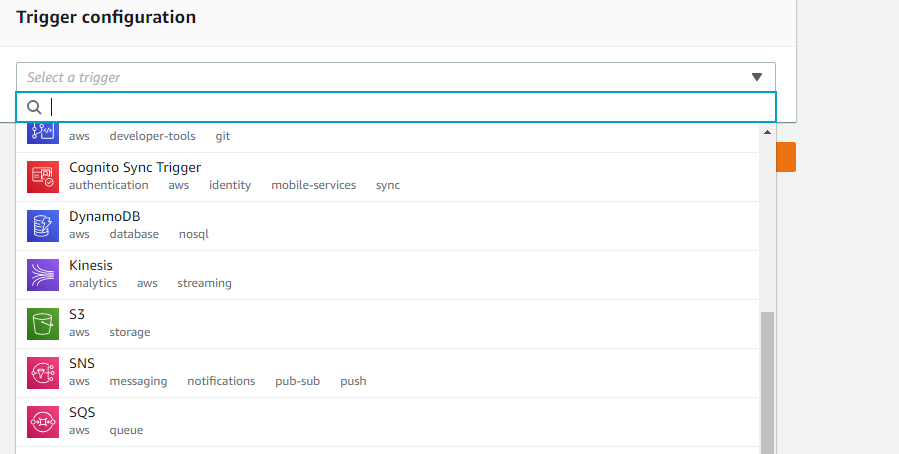 Trigger configuration
Select a trigger
aws developer-tools git
Cognito Sync Trigger
authentication aws identity mobile-services sync
DynamoDB
aws database nosql
Kinesis
analytics aws streaming
S3
aws storage
SNS
aws messaging notifications pub-sub push
SQS
aws queue